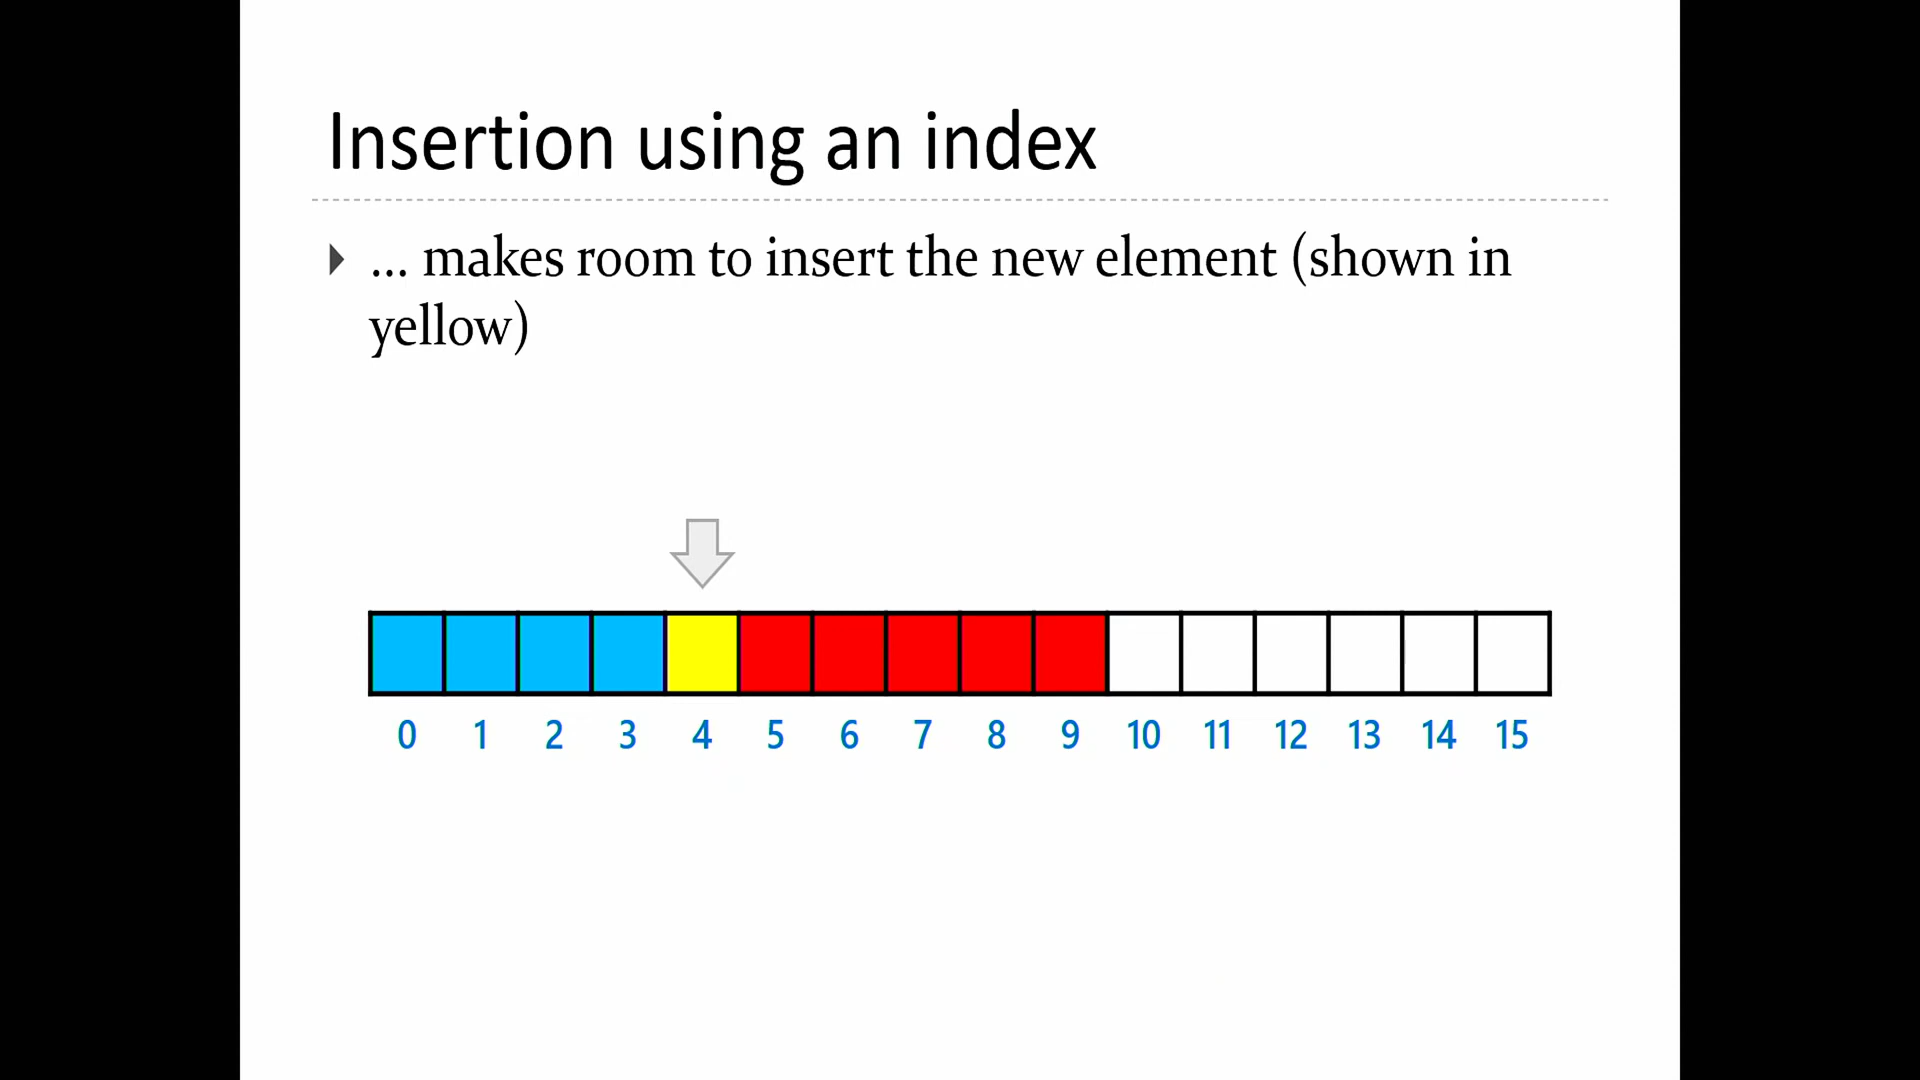 Insertion using an index
... makes room to insert the new element (shown in
yellow)
0 1 2 3 4 5 6 7 8 9 10 11 12 13 14 15